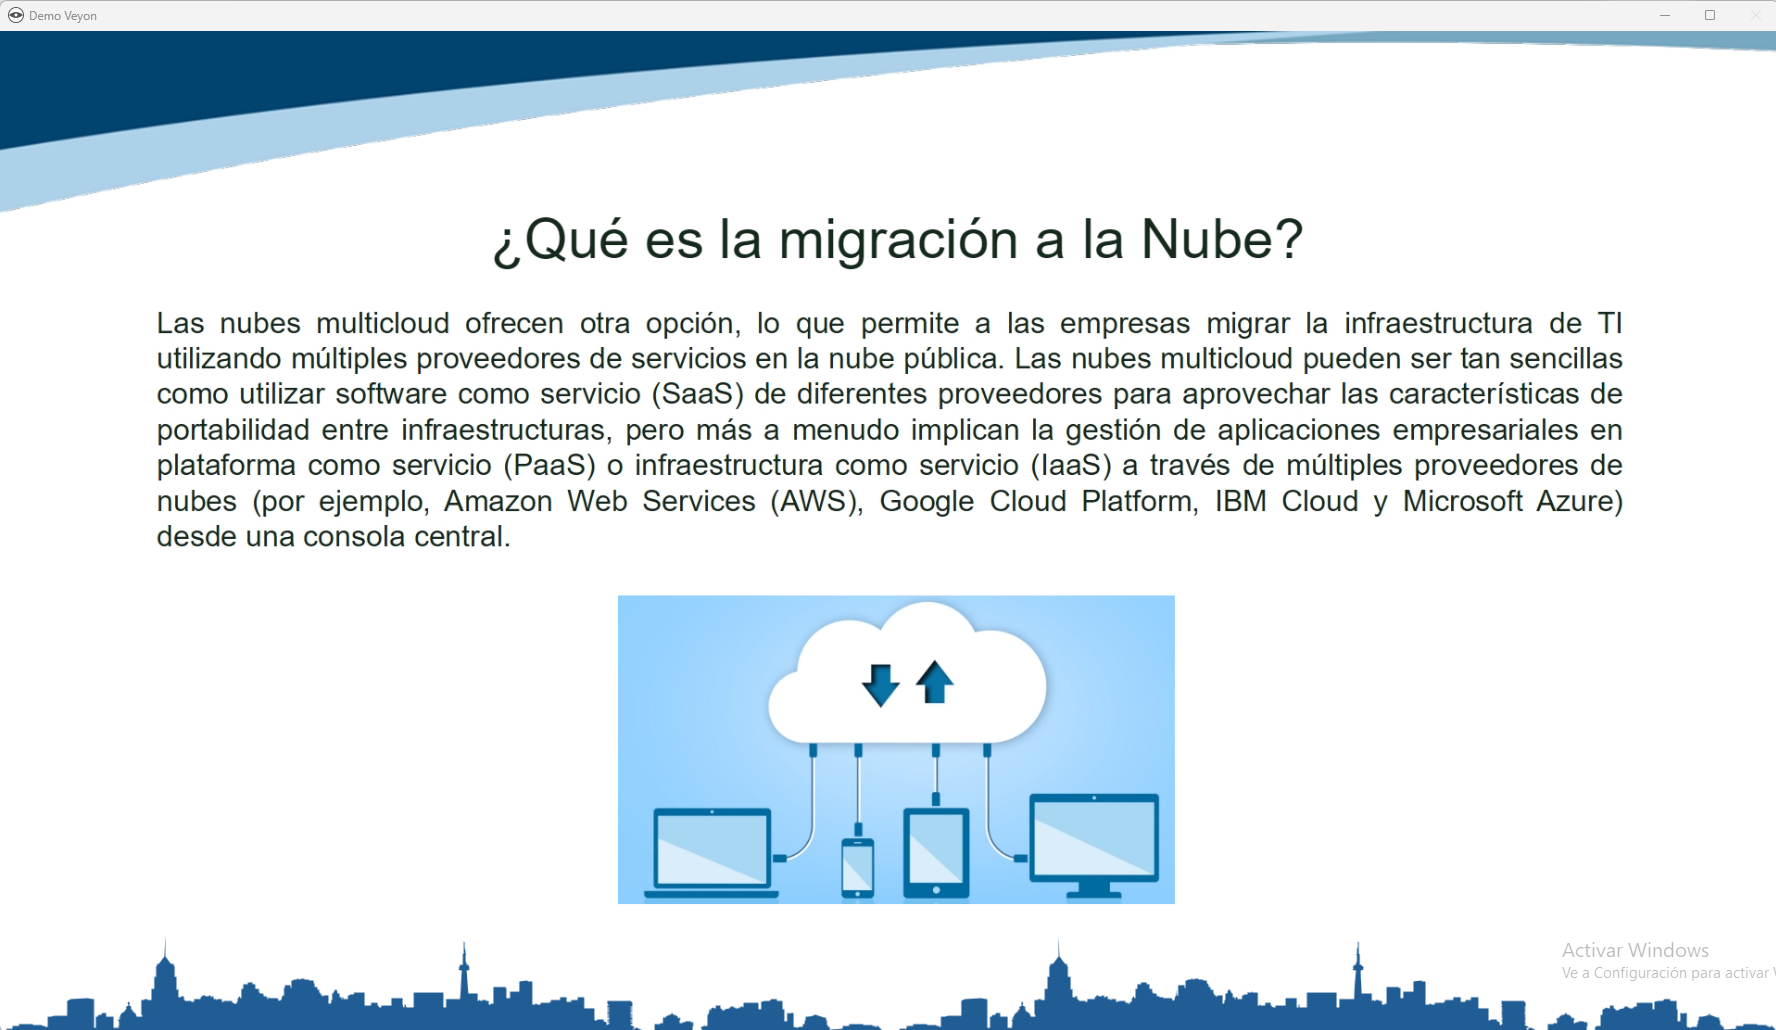 Demo Veyon
¿Qué es la migración a la Nube?
Las nubes multicloud ofrecen otra opción, lo que permite a las empresas migrar la infraestructura de TI
utilizando múltiples proveedores de servicios en la nube pública. Las nubes multicloud pueden ser tan sencillas
como utilizar software como servicio (SaaS) de diferentes proveedores para aprovechar las características de
portabilidad entre infraestructuras, pero más a menudo implican la gestión de aplicaciones empresariales en
plataforma como servicio (PaaS) o infraestructura como servicio (IaaS) a través de múltiples proveedores de
nubes (por ejemplo, Amazon Web Services (AWS), Google Cloud Platform, IBM Cloud y Microsoft Azure)
desde una consola central.
Activar Windows
Ve a Configuración para activar